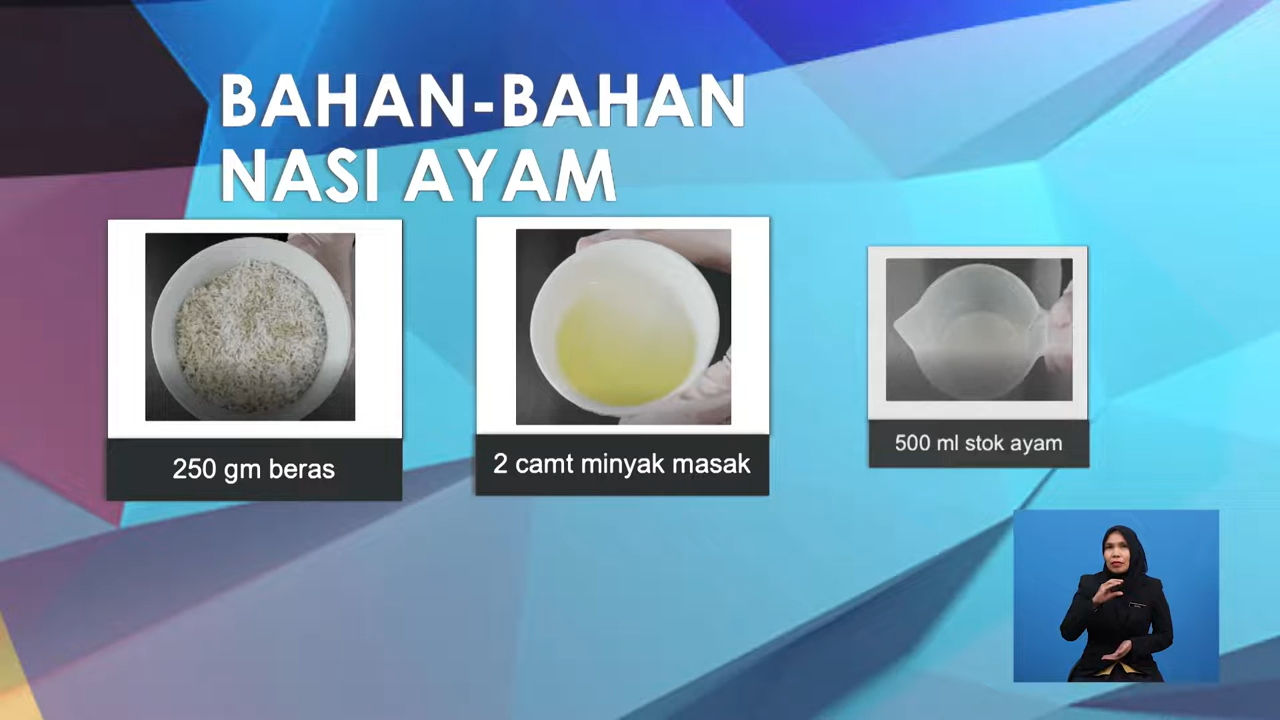 BAHAN-BAHAN
NASI AYAM
250 gm beras
2 camt minyak masak
500 ml stok ayam